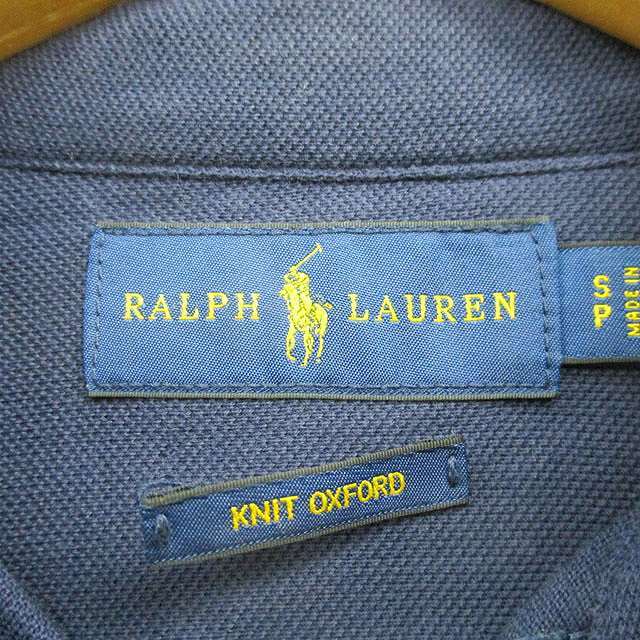 RALPH LAUREN
S
P
MADE IN
KNIT OXFORD